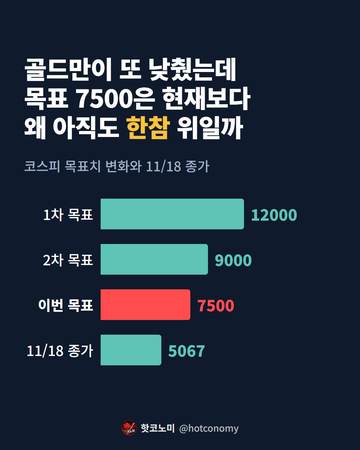 골드만이 또 낮췄는데
목표 7500은 현재보다
왜 아직도 한참 위일까
코스피 목표치 변화와 11/18 종가
1차 목표 12000
2차 목표 9000
이번 목표 7500
11/18 종가 5067
핫코노미 @hotconomy